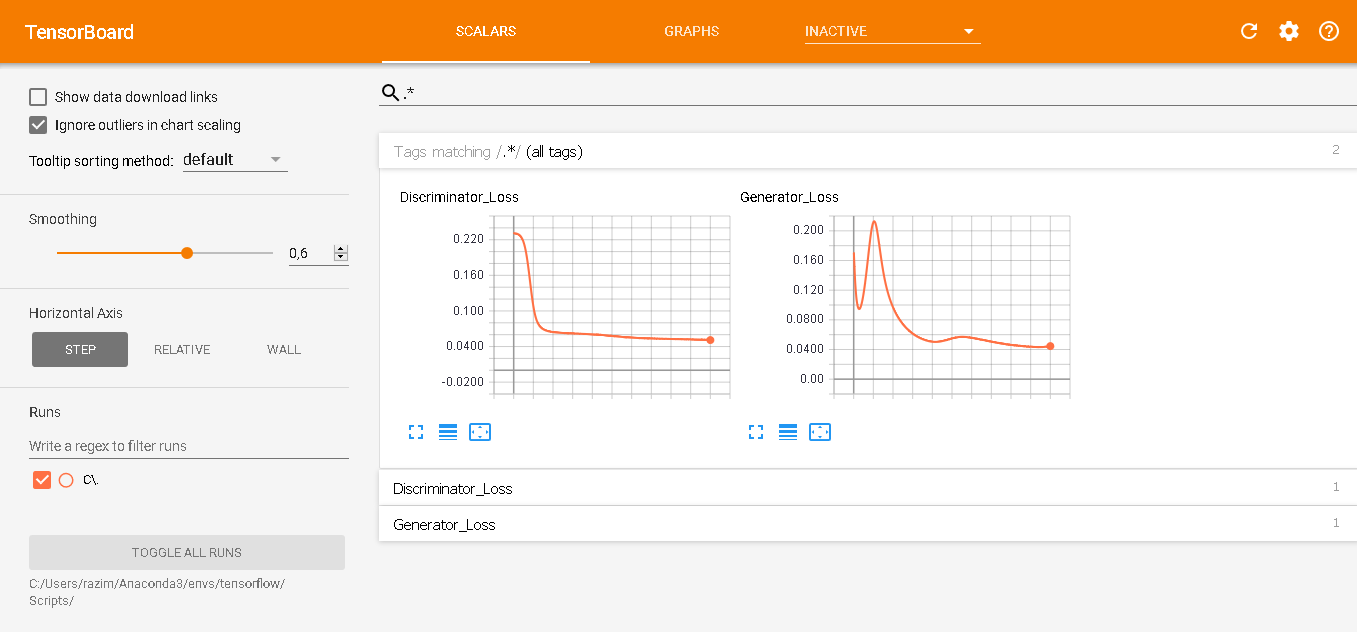 TensorBoard
SCALARS
GRAPHS
INACTIVE
Show data download links
Ignore outliers in chart scaling
Tooltip sorting method: default
Smoothing
0,6
Horizontal Axis
STEP RELATIVE WALL
Runs
Write a regex to filter runs
C\.
TOGGLE ALL RUNS
C:/Users/razim/Anaconda3/envs/tensorflow/
Scripts/
.*
Tags matching /.*/ (all tags) 2
Discriminator_Loss
0.220
0.160
0.100
0.0400
-0.0200
Generator_Loss
0.200
0.160
0.120
0.0800
0.0400
0.00
Discriminator_Loss 1
Generator_Loss 1